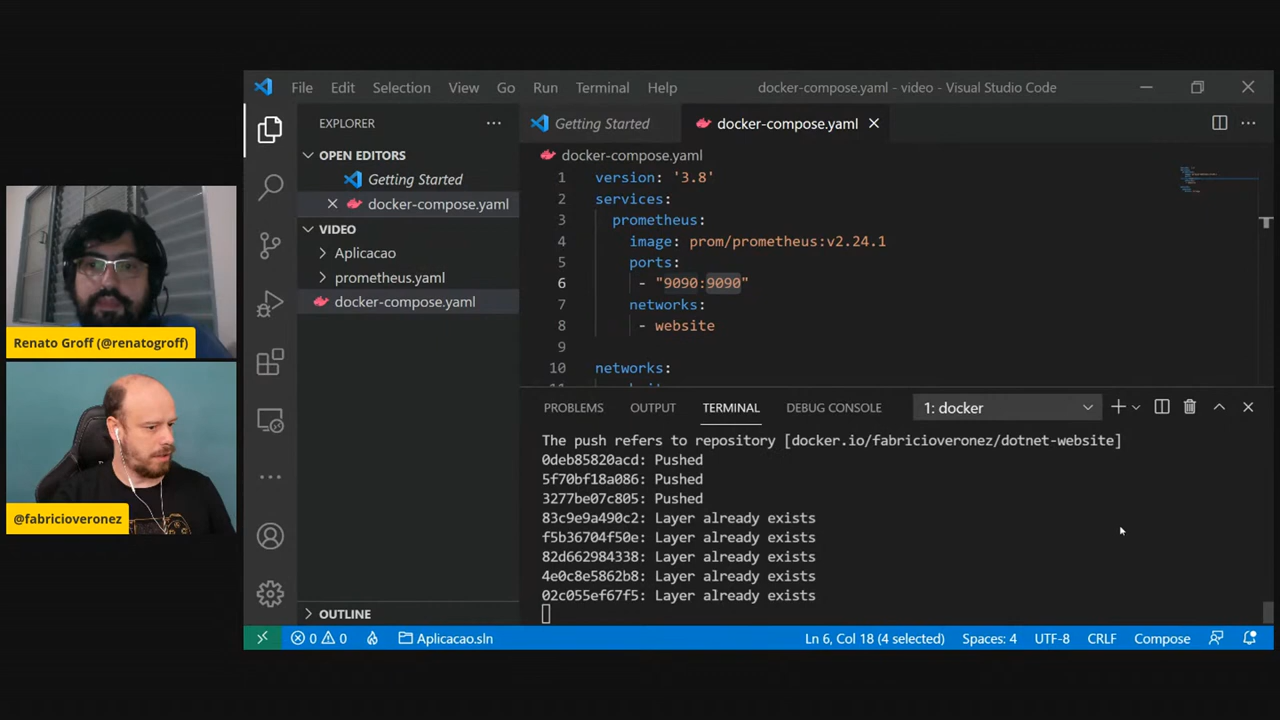 File Edit Selection View Go Run Terminal Help docker-compose.yaml - video - Visual Studio Code
EXPLORER
OPEN EDITORS
Getting Started
docker-compose.yaml
VIDEO
Aplicacao
prometheus.yaml
docker-compose.yaml
OUTLINE
Getting Started docker-compose.yaml
docker-compose.yaml
1 version: '3.8'
2 services:
3 prometheus:
4 image: prom/prometheus:v2.24.1
5 ports:
6 - "9090:9090"
7 networks:
8 - website
9
10 networks:
PROBLEMS OUTPUT TERMINAL DEBUG CONSOLE 1: docker
The push refers to repository [docker.io/fabricioveronez/dotnet-website]
0deb85820acd: Pushed
5f70bf18a086: Pushed
3277be07c805: Pushed
83c9e9a490c2: Layer already exists
f5b36704f50e: Layer already exists
82d662984338: Layer already exists
4e0c8e5862b8: Layer already exists
02c055ef67f5: Layer already exists
0 0 Aplicacao.sln Ln 6, Col 18 (4 selected) Spaces: 4 UTF-8 CRLF Compose
Renato Groff (@renatogroff)
@fabricioveronez